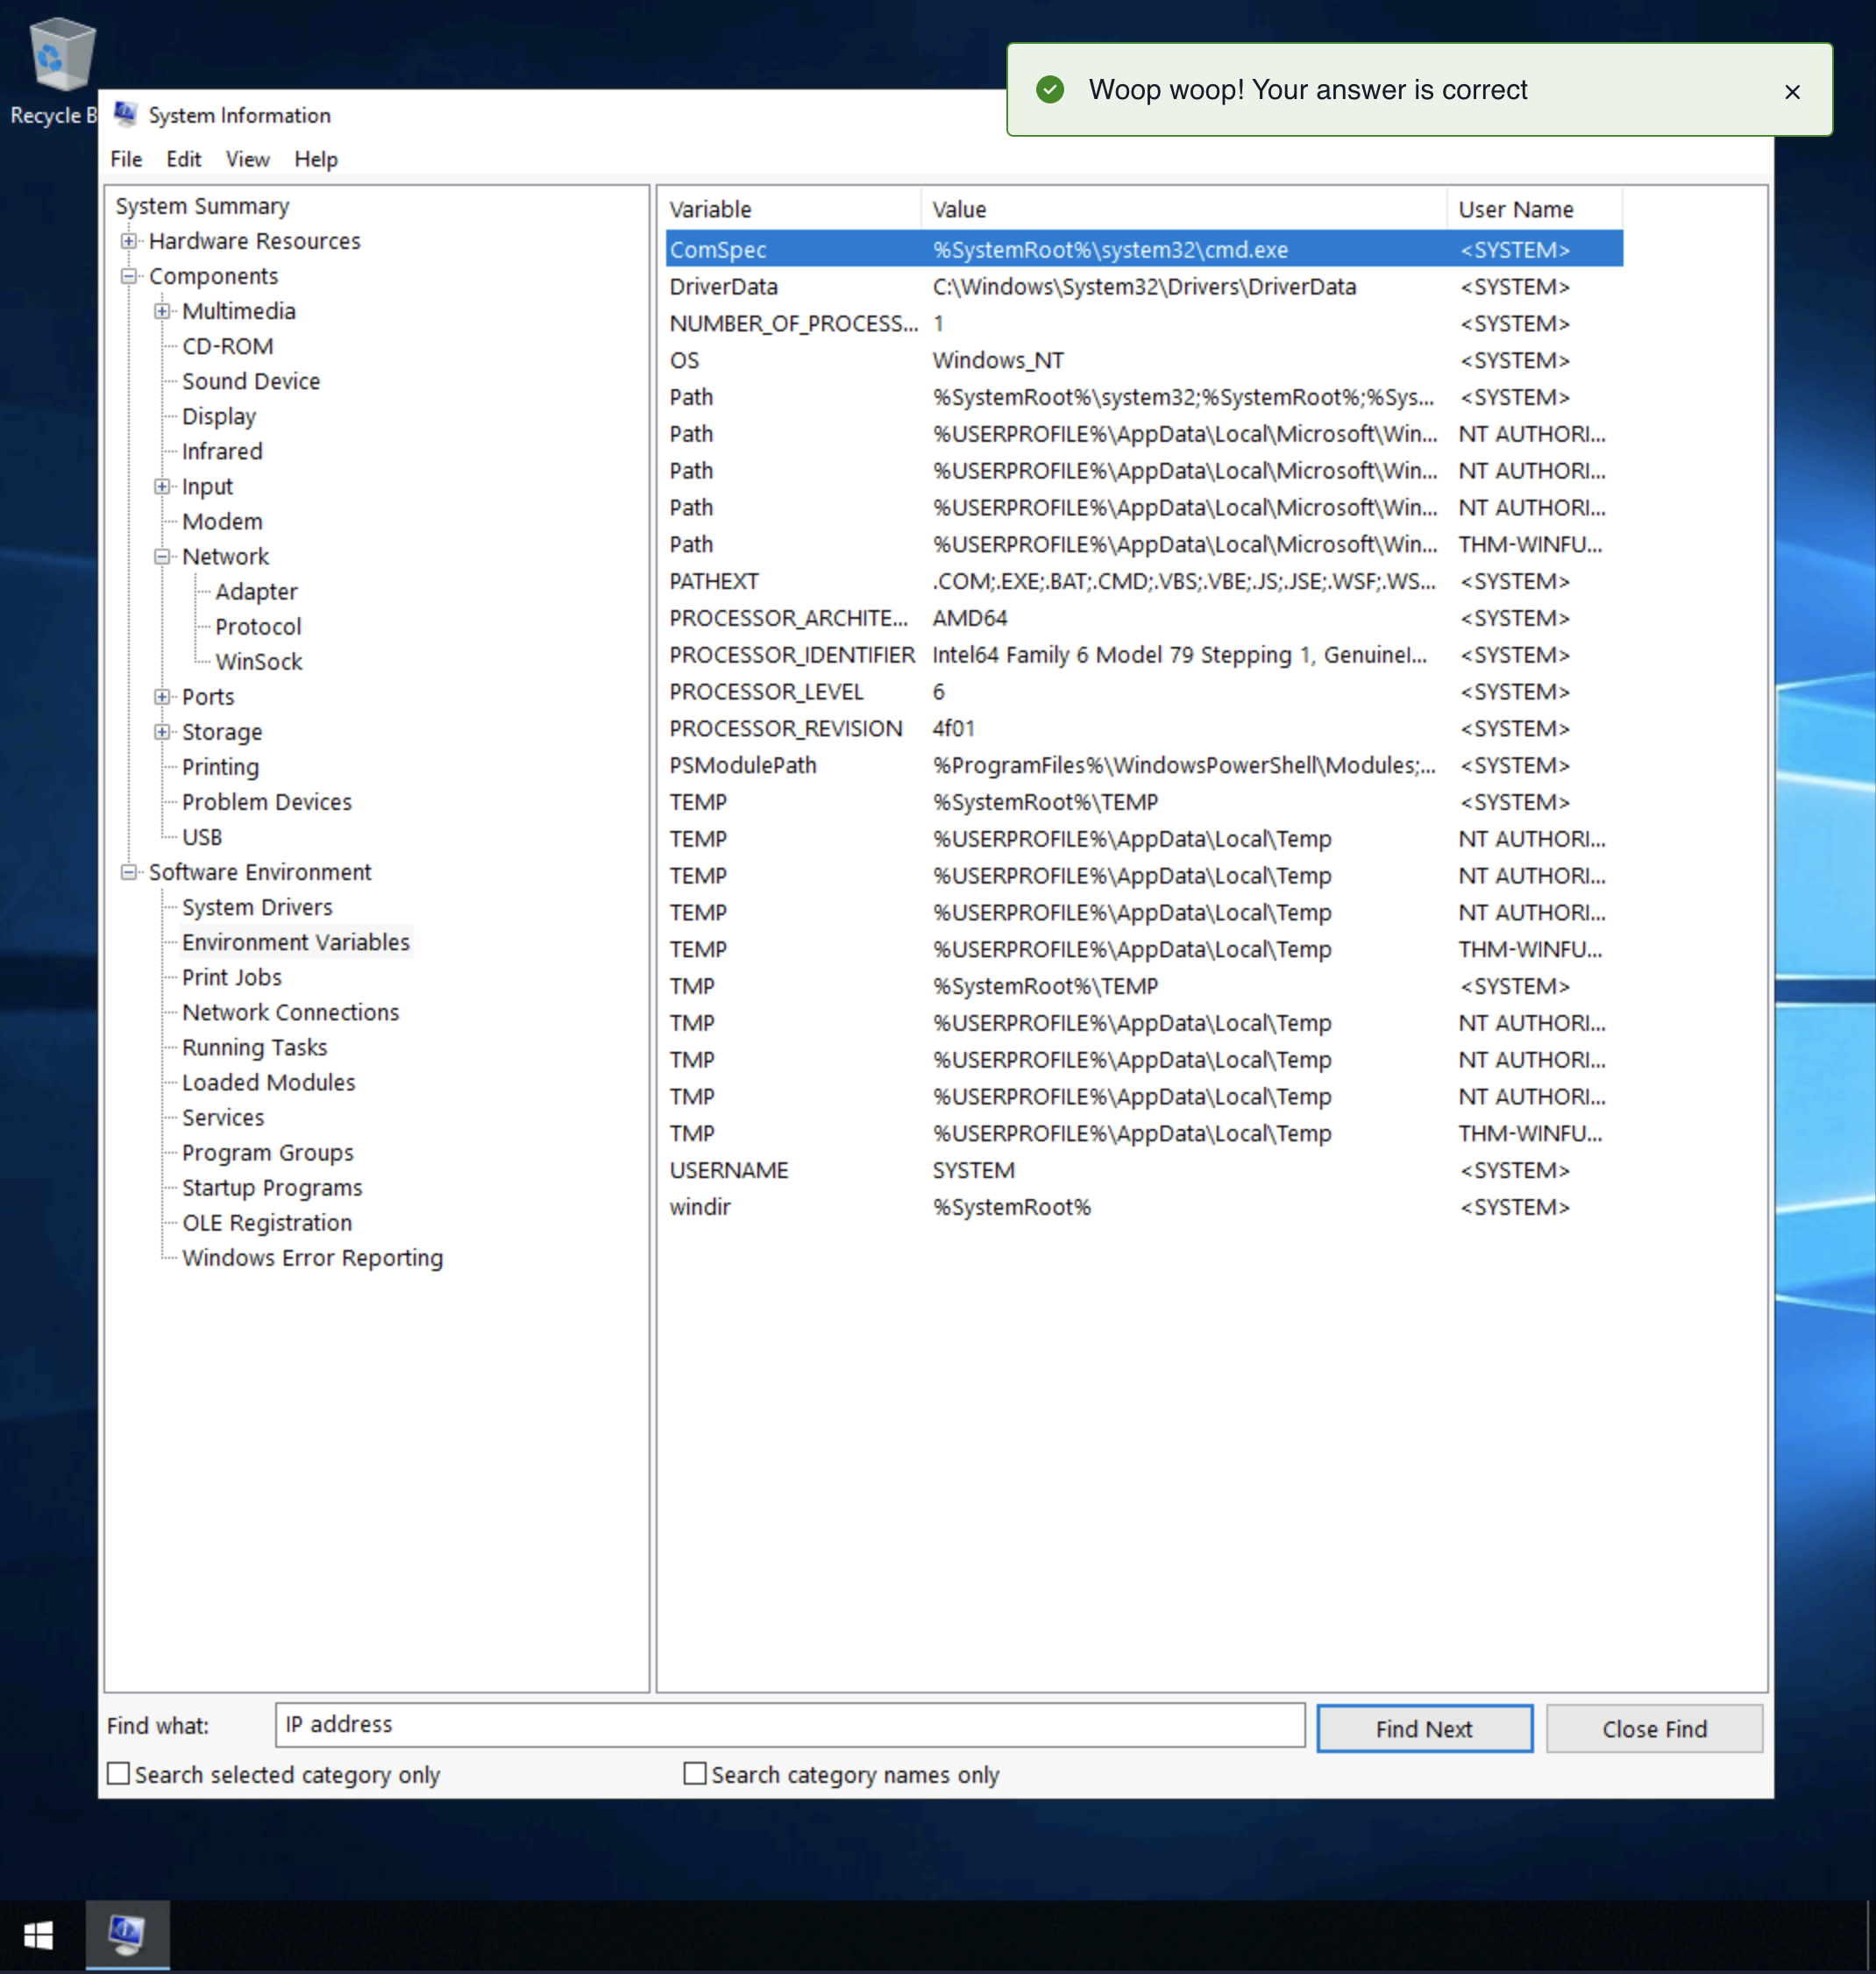 Recycle B
Woop woop! Your answer is correct
System Information
File Edit View Help
System Summary
Hardware Resources
Components
Multimedia
CD-ROM
Sound Device
Display
Infrared
Input
Modem
Network
Adapter
Protocol
WinSock
Ports
Storage
Printing
Problem Devices
USB
Software Environment
System Drivers
Environment Variables
Print Jobs
Network Connections
Running Tasks
Loaded Modules
Services
Program Groups
Startup Programs
OLE Registration
Windows Error Reporting
Variable Value User Name
ComSpec %SystemRoot%\system32\cmd.exe <SYSTEM>
DriverData C:\Windows\System32\Drivers\DriverData <SYSTEM>
NUMBER_OF_PROCESS... 1 <SYSTEM>
OS Windows_NT <SYSTEM>
Path %SystemRoot%\system32;%SystemRoot%;%Sys... <SYSTEM>
Path %USERPROFILE%\AppData\Local\Microsoft\Win... NT AUTHORI...
Path %USERPROFILE%\AppData\Local\Microsoft\Win... NT AUTHORI...
Path %USERPROFILE%\AppData\Local\Microsoft\Win... NT AUTHORI...
Path %USERPROFILE%\AppData\Local\Microsoft\Win... THM-WINFU...
PATHEXT .COM;.EXE;.BAT;.CMD;.VBS;.VBE;.JS;.JSE;.WSF;.WS... <SYSTEM>
PROCESSOR_ARCHITE... AMD64 <SYSTEM>
PROCESSOR_IDENTIFIER Intel64 Family 6 Model 79 Stepping 1, GenuineI... <SYSTEM>
PROCESSOR_LEVEL 6 <SYSTEM>
PROCESSOR_REVISION 4f01 <SYSTEM>
PSModulePath %ProgramFiles%\WindowsPowerShell\Modules;... <SYSTEM>
TEMP %SystemRoot%\TEMP <SYSTEM>
TEMP %USERPROFILE%\AppData\Local\Temp NT AUTHORI...
TEMP %USERPROFILE%\AppData\Local\Temp NT AUTHORI...
TEMP %USERPROFILE%\AppData\Local\Temp NT AUTHORI...
TEMP %USERPROFILE%\AppData\Local\Temp THM-WINFU...
TMP %SystemRoot%\TEMP <SYSTEM>
TMP %USERPROFILE%\AppData\Local\Temp NT AUTHORI...
TMP %USERPROFILE%\AppData\Local\Temp NT AUTHORI...
TMP %USERPROFILE%\AppData\Local\Temp NT AUTHORI...
TMP %USERPROFILE%\AppData\Local\Temp THM-WINFU...
USERNAME SYSTEM <SYSTEM>
windir %SystemRoot% <SYSTEM>
Find what: IP address Find Next Close Find
Search selected category only Search category names only